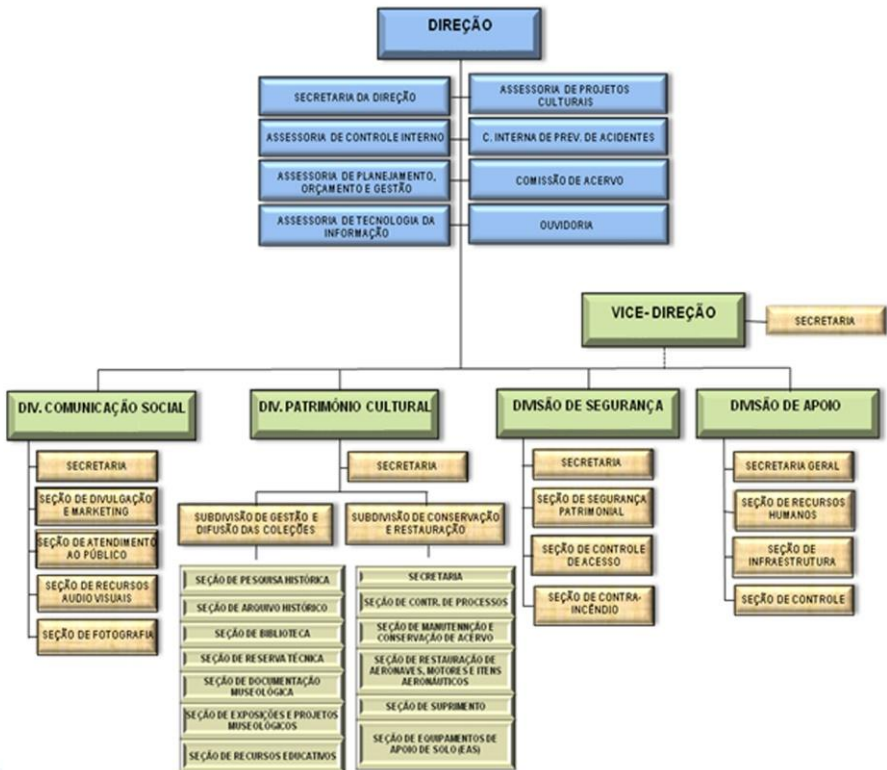 DIREÇÃO
SECRETARIA DA DIREÇÃO
ASSESSORIA DE PROJETOS
CULTURAIS
ASSESSORIA DE CONTROLE INTERNO
C. INTERNA DE PREV. DE ACIDENTES
ASSESSORIA DE PLANEJAMENTO,
ORÇAMENTO E GESTÃO
COMISSÃO DE ACERVO
ASSESSORIA DE TECNOLOGIA DA
INFORMAÇÃO
OUVIDORIA
VICE- DIREÇÃO
SECRETARIA
DIV. COMUNICAÇÃO SOCIAL
SECRETARIA
SEÇÃO DE DIVULGAÇÃO
E MARKETING
SEÇÃO DE ATENDIMENTO
AO PÚBLICO
SEÇÃO DE RECURSOS
AUDIO VISUAIS
SEÇÃO DE FOTOGRAFIA
DIV. PATRIMÓNIO CULTURAL
SECRETARIA
SUBDIVISÃO DE GESTÃO E
DIFUSÃO DAS COLEÇÕES
SEÇÃO DE PESQUISA HISTÓRICA
SEÇÃO DE ARQUIVO HISTÓRICO
SEÇÃO DE BIBLIOTECA
SEÇÃO DE RESERVA TÉCNICA
SEÇÃO DE DOCUMENTAÇÃO
MUSEOLÓGICA
SEÇÃO DE EXPOSIÇÕES E PROJETOS
MUSEOLÓGICOS
SEÇÃO DE RECURSOS EDUCATIVOS
SUBDIVISÃO DE CONSERVAÇÃO
E RESTAURAÇÃO
SECRETARIA
SEÇÃO DE CONTR. DE PROCESSOS
SEÇÃO DE MANUTENNÇÃO E
CONSERVAÇÃO DE ACERVO
SEÇÃO DE RESTAURAÇÃO DE
AERONAVES, MOTORES E ITENS
AERONÁUTICOS
SEÇÃO DE SUPRIMENTO
SEÇÃO DE EQUIPAMENTOS DE
APOIO DE SOLO (EAS)
DIVISÃO DE SEGURANÇA
SECRETARIA
SEÇÃO DE SEGURANÇA
PATRIMONIAL
SEÇÃO DE CONTROLE
DE ACESSO
SEÇÃO DE CONTRA-
INCÊNDIO
DIVISÃO DE APOIO
SECRETARIA GERAL
SEÇÃO DE RECURSOS
HUMANOS
SEÇÃO DE
INFRAESTRUTURA
SEÇÃO DE CONTROLE